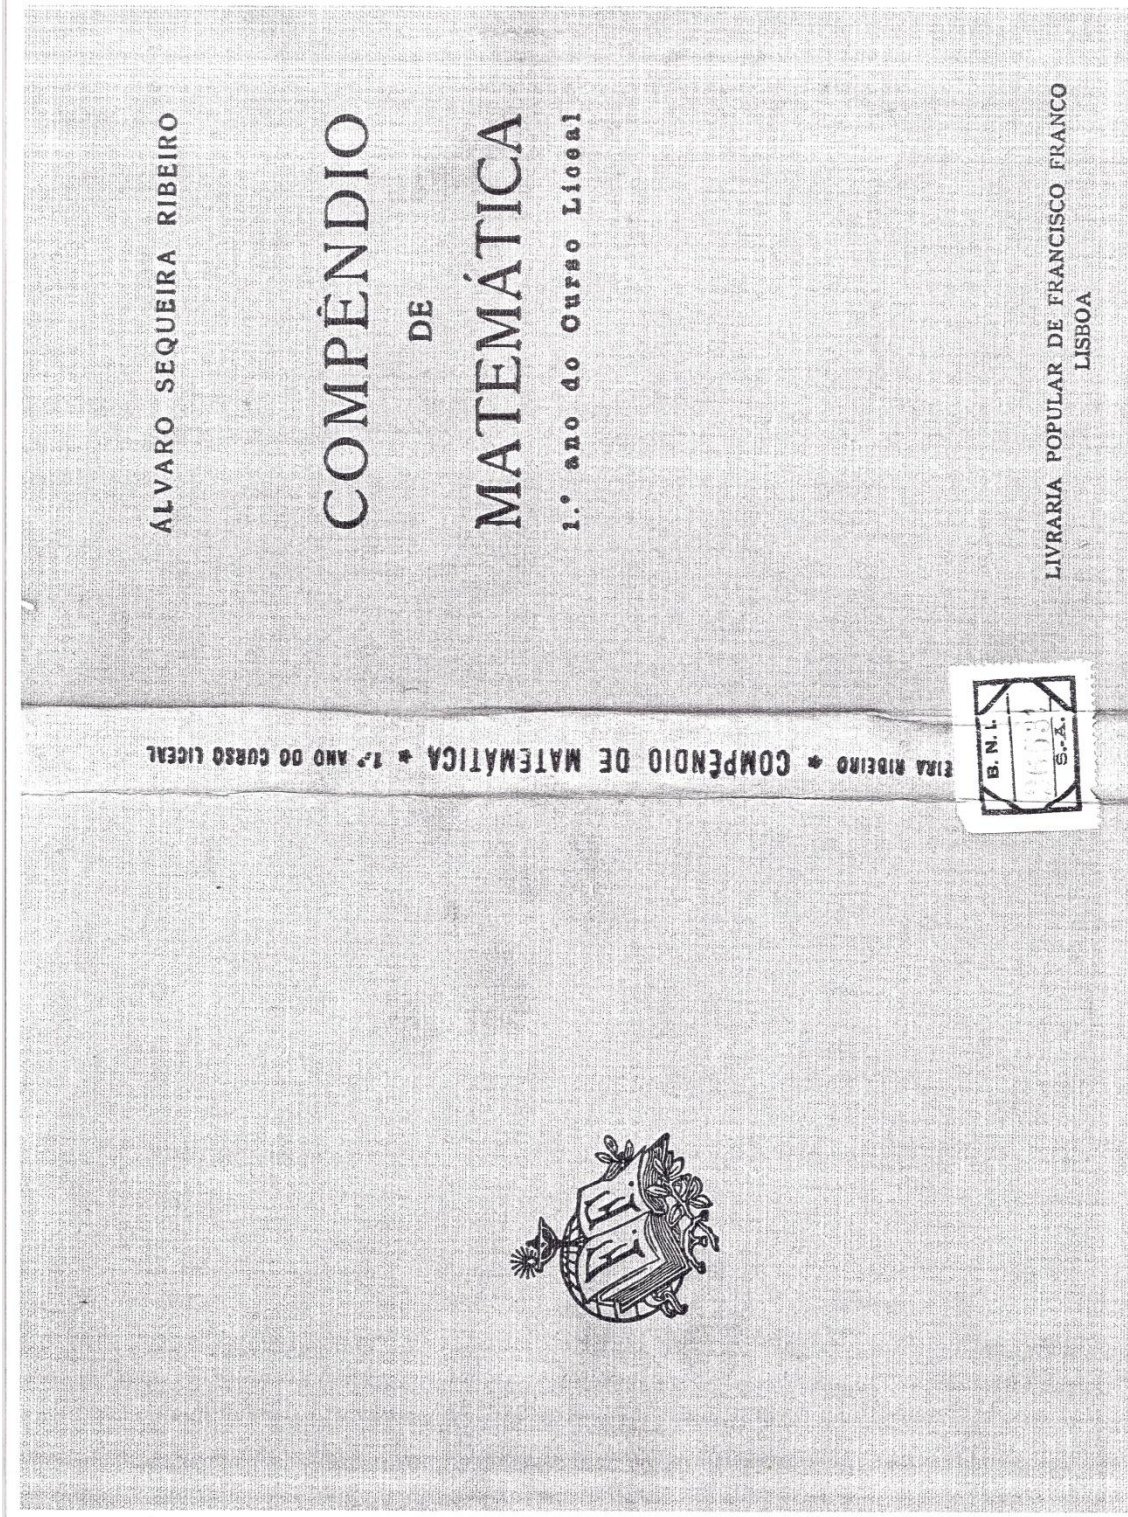 ÁLVARO SEQUEIRA RIBEIRO
COMPÊNDIO
DE
MATEMÁTICA
1.º ano do Curso Liceal
LIVRARIA POPULAR DE FRANCISCO FRANCO
LISBOA
EIRA RIBEIRO * COMPÊNDIO DE MATEMÁTICA * 1.º ANO DO CURSO LICEAL
B. N. L.
S.-A.
E. E.